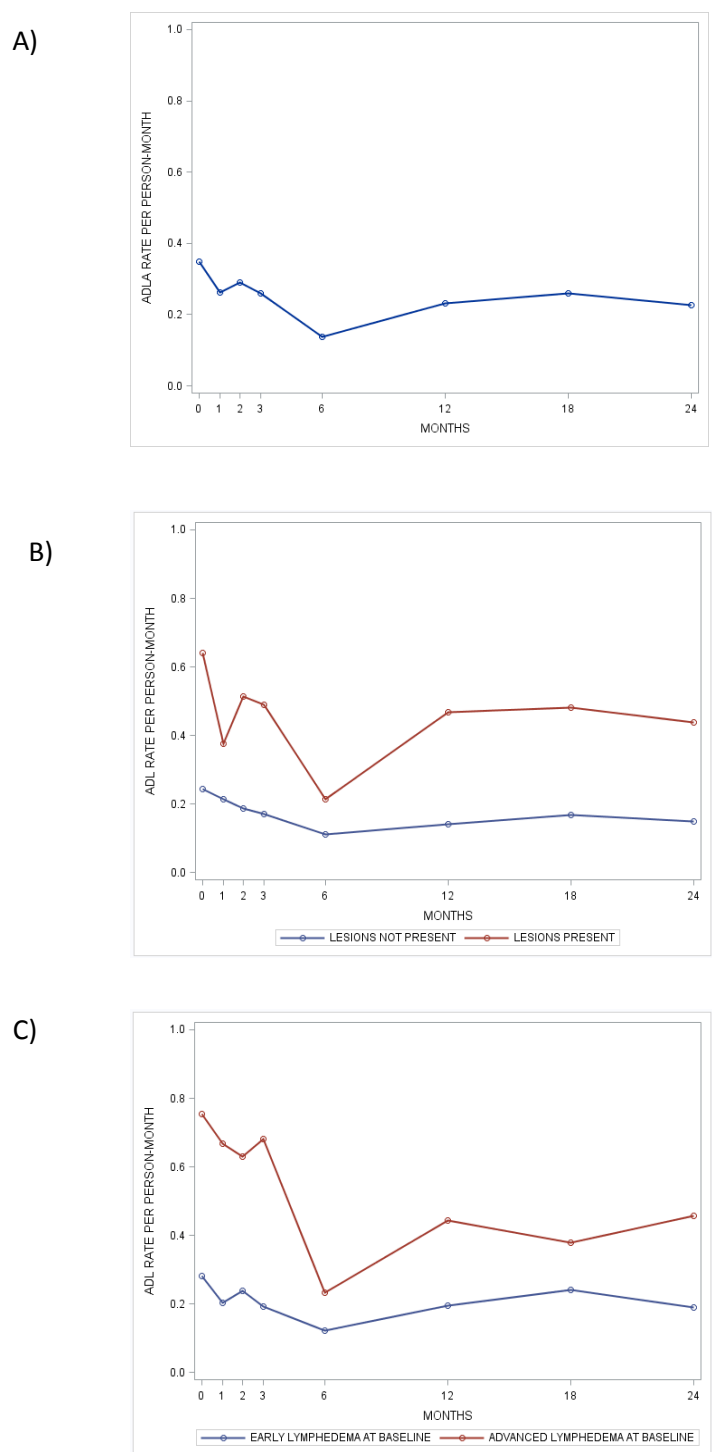 A)
1.0
0.8
0.6
0.4
0.2
0.0
ADLA RATE PER PERSON-MONTH
0 1 2 3 6 12 18 24
MONTHS
B)
1.0
0.8
0.6
0.4
0.2
0.0
ADL RATE PER PERSON-MONTH
0 1 2 3 6 12 18 24
MONTHS
LESIONS NOT PRESENT LESIONS PRESENT
C)
1.0
0.8
0.6
0.4
0.2
0.0
ADL RATE PER PERSON-MONTH
0 1 2 3 6 12 18 24
MONTHS
EARLY LYMPHEDEMA AT BASELINE ADVANCED LYMPHEDEMA AT BASELINE